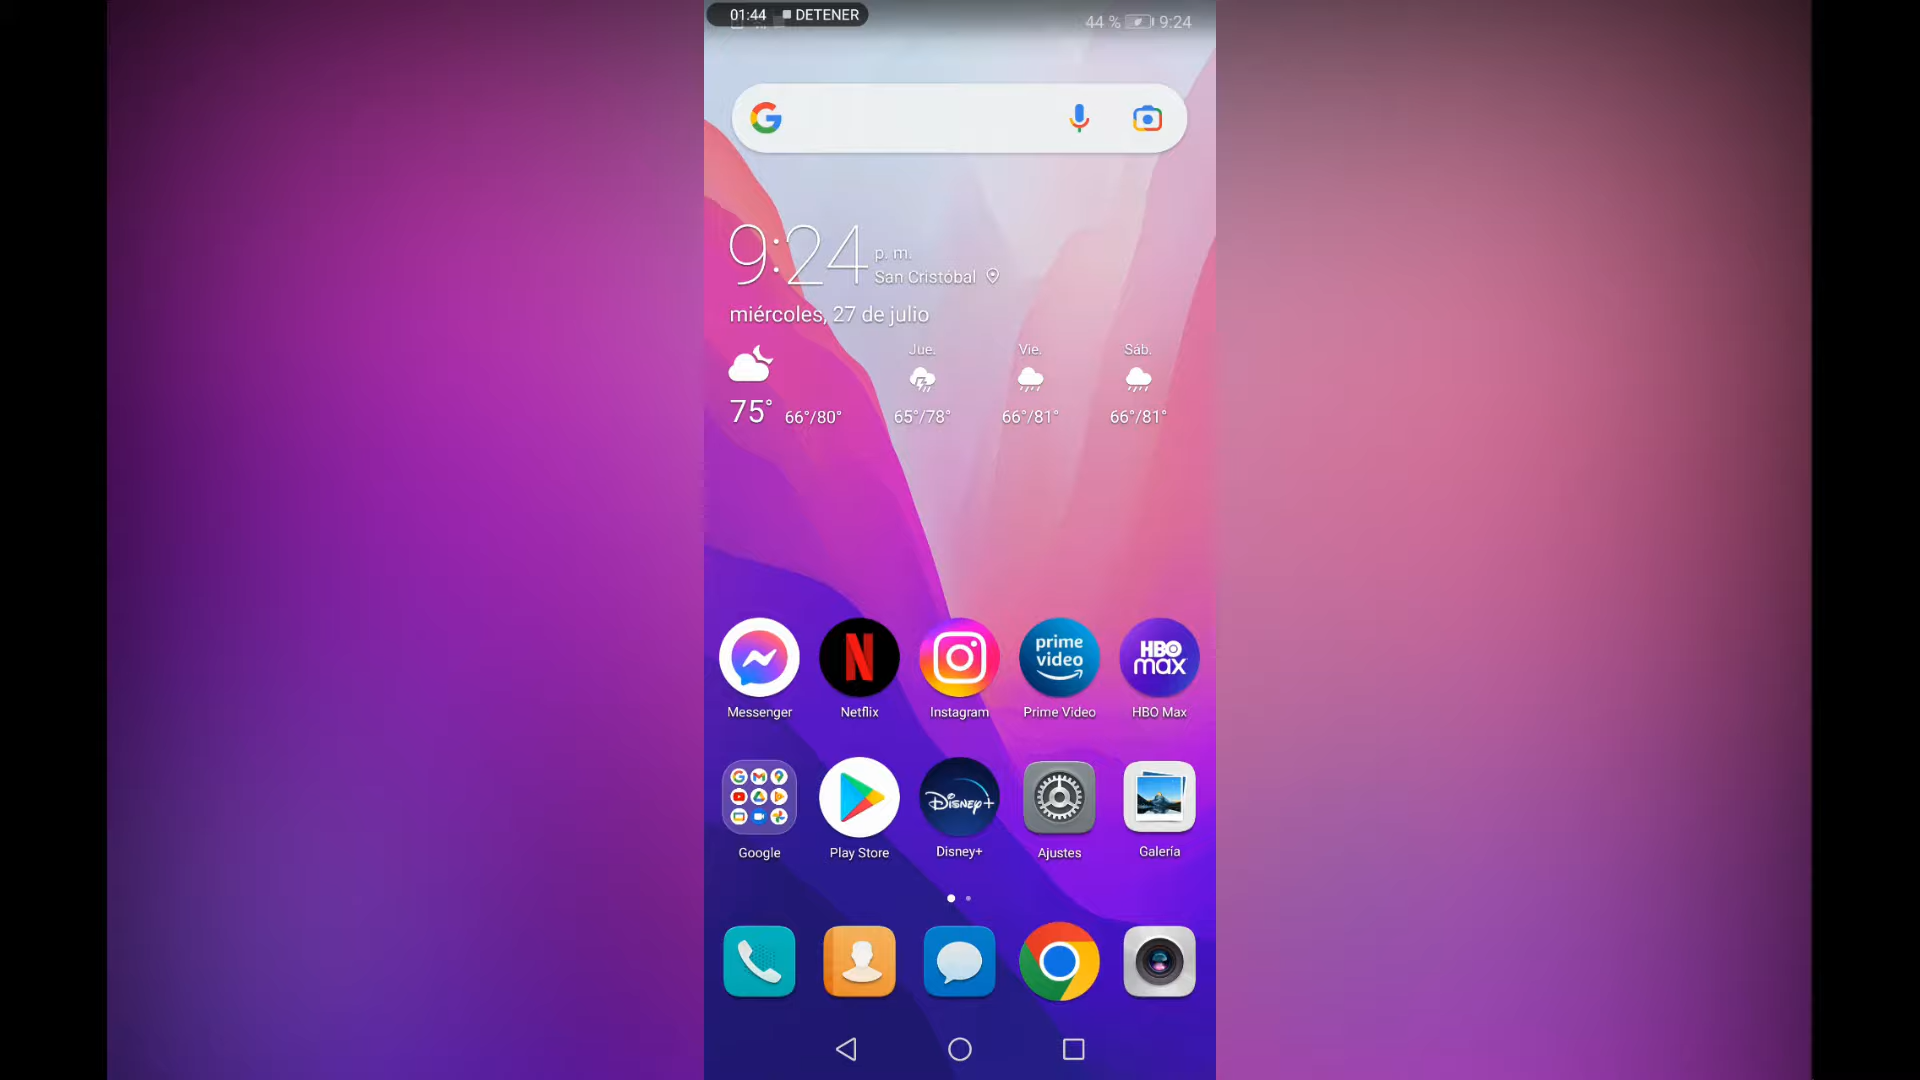 01:44 DETENER 44 % 9:24
9:24 p. m.
San Cristóbal
miércoles, 27 de julio
Jue. Vie. Sáb.
75° 66°/80° 65°/78° 66°/81° 66°/81°
prime video
HBO max
Messenger Netflix Instagram Prime Video HBO Max
Disney+
Google Play Store Disney+ Ajustes Galería